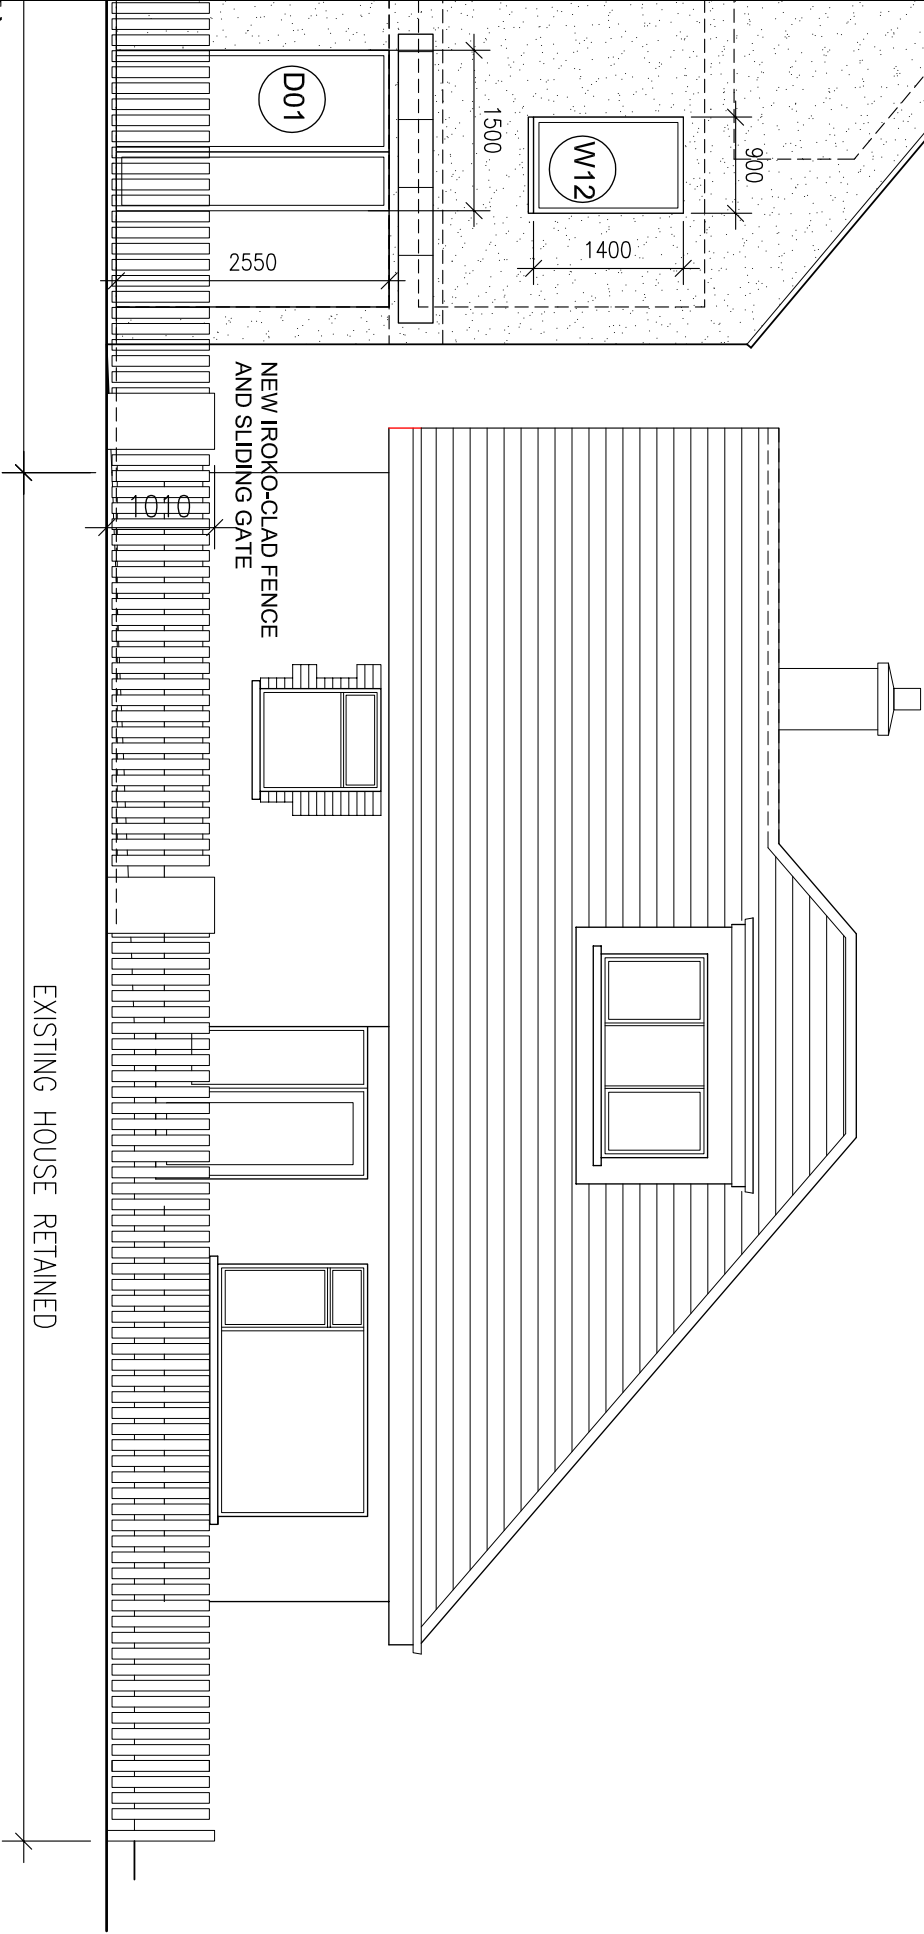 W12
900
1400
D01
1500
2550
NEW IROKO-CLAD FENCE
AND SLIDING GATE
1010
EXISTING HOUSE RETAINED